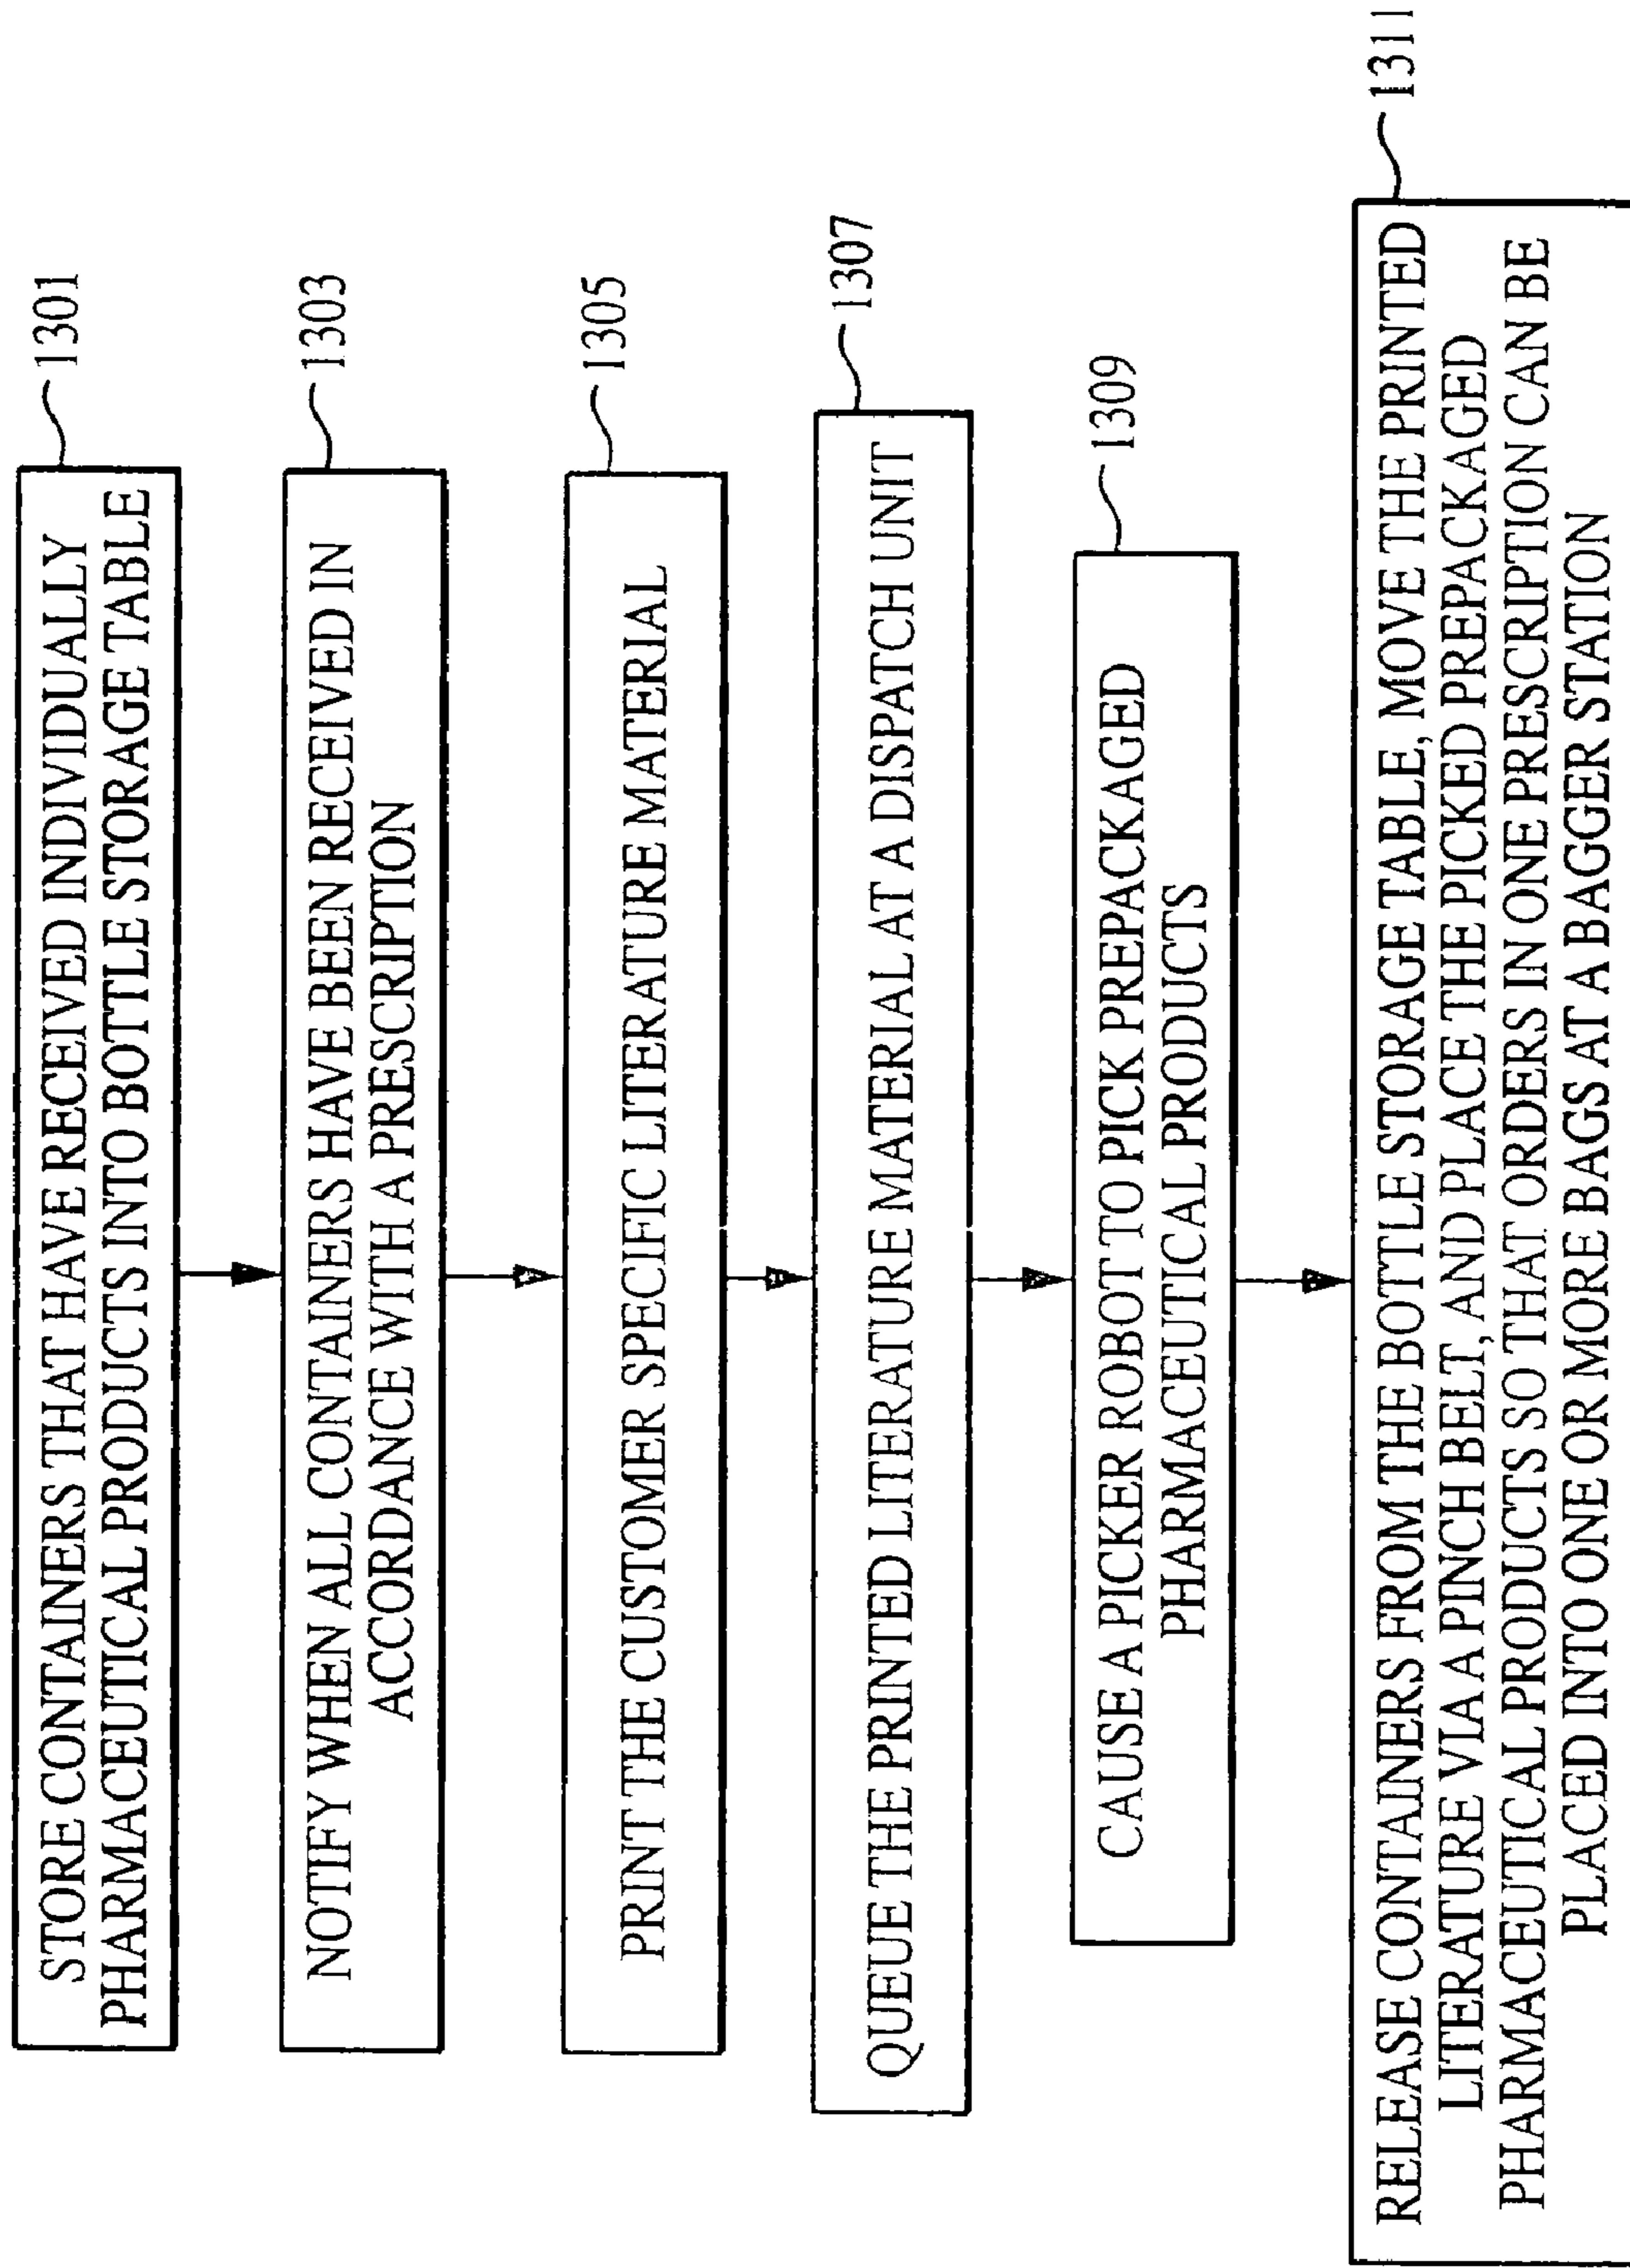 STORE CONTAINERS THAT HAVE RECEIVED INDIVIDUALLY
PHARMACEUTICAL PRODUCTS INTO BOTTLE STORAGE TABLE
1301
NOTIFY WHEN ALL CONTAINERS HAVE BEEN RECEIVED IN
ACCORDANCE WITH A PRESCRIPTION
1303
PRINT THE CUSTOMER SPECIFIC LITERATURE MATERIAL
1305
QUEUE THE PRINTED LITERATURE MATERIAL AT A DISPATCH UNIT
1307
CAUSE A PICKER ROBOT TO PICK PREPACKAGED
PHARMACEUTICAL PRODUCTS
1309
RELEASE CONTAINERS FROM THE BOTTLE STORAGE TABLE, MOVE THE PRINTED
LITERATURE VIA A PINCH BELT, AND PLACE THE PICKED PREPACKAGED
PHARMACEUTICAL PRODUCTS SO THAT ORDERS IN ONE PRESCRIPTION CAN BE
PLACED INTO ONE OR MORE BAGS AT A BAGGER STATION
1311